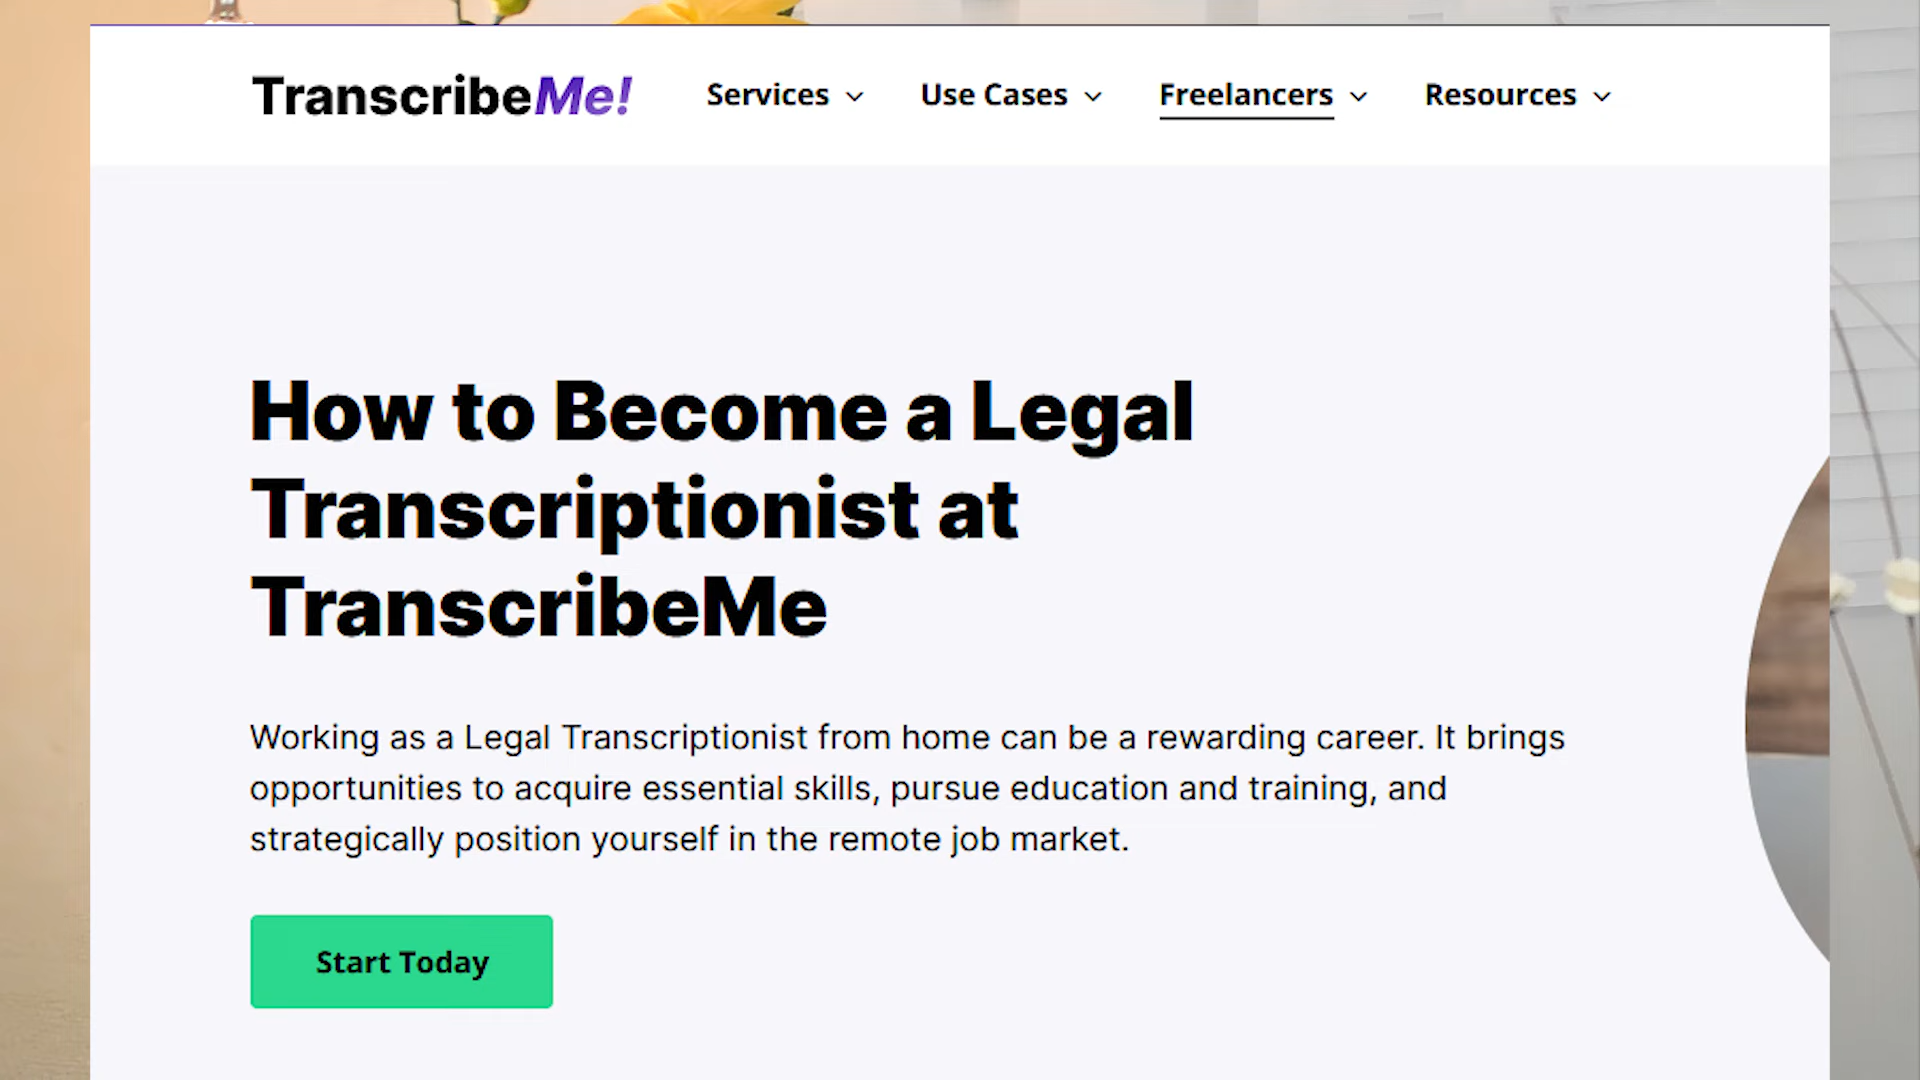 TranscribeMe!
Services
Use Cases
Freelancers
Resources
How to Become a Legal
Transcriptionist at
TranscribeMe
Working as a Legal Transcriptionist from home can be a rewarding career. It brings
opportunities to acquire essential skills, pursue education and training, and
strategically position yourself in the remote job market.
Start Today